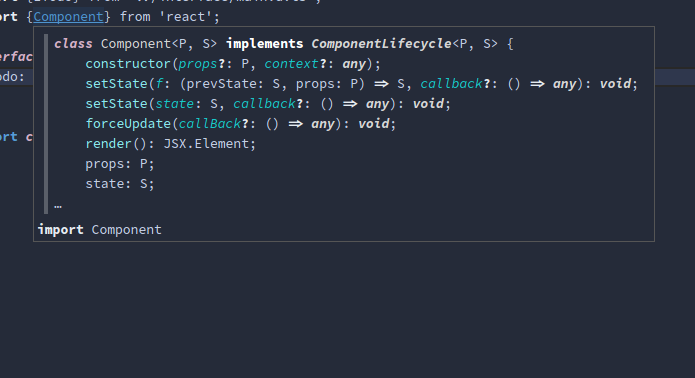 ort {Component} from 'react';
class Component<P, S> implements ComponentLifecycle<P, S> {
erfac
constructor(props?: P, context?: any);
odo:
setState(f: (prevState: S, props: P) => S, callback?: () => any): void;
setState(state: S, callback?: () => any): void;
forceUpdate(callBack?: () => any): void;
ort c
render(): JSX.Element;
props: P;
state: S;
…
import Component